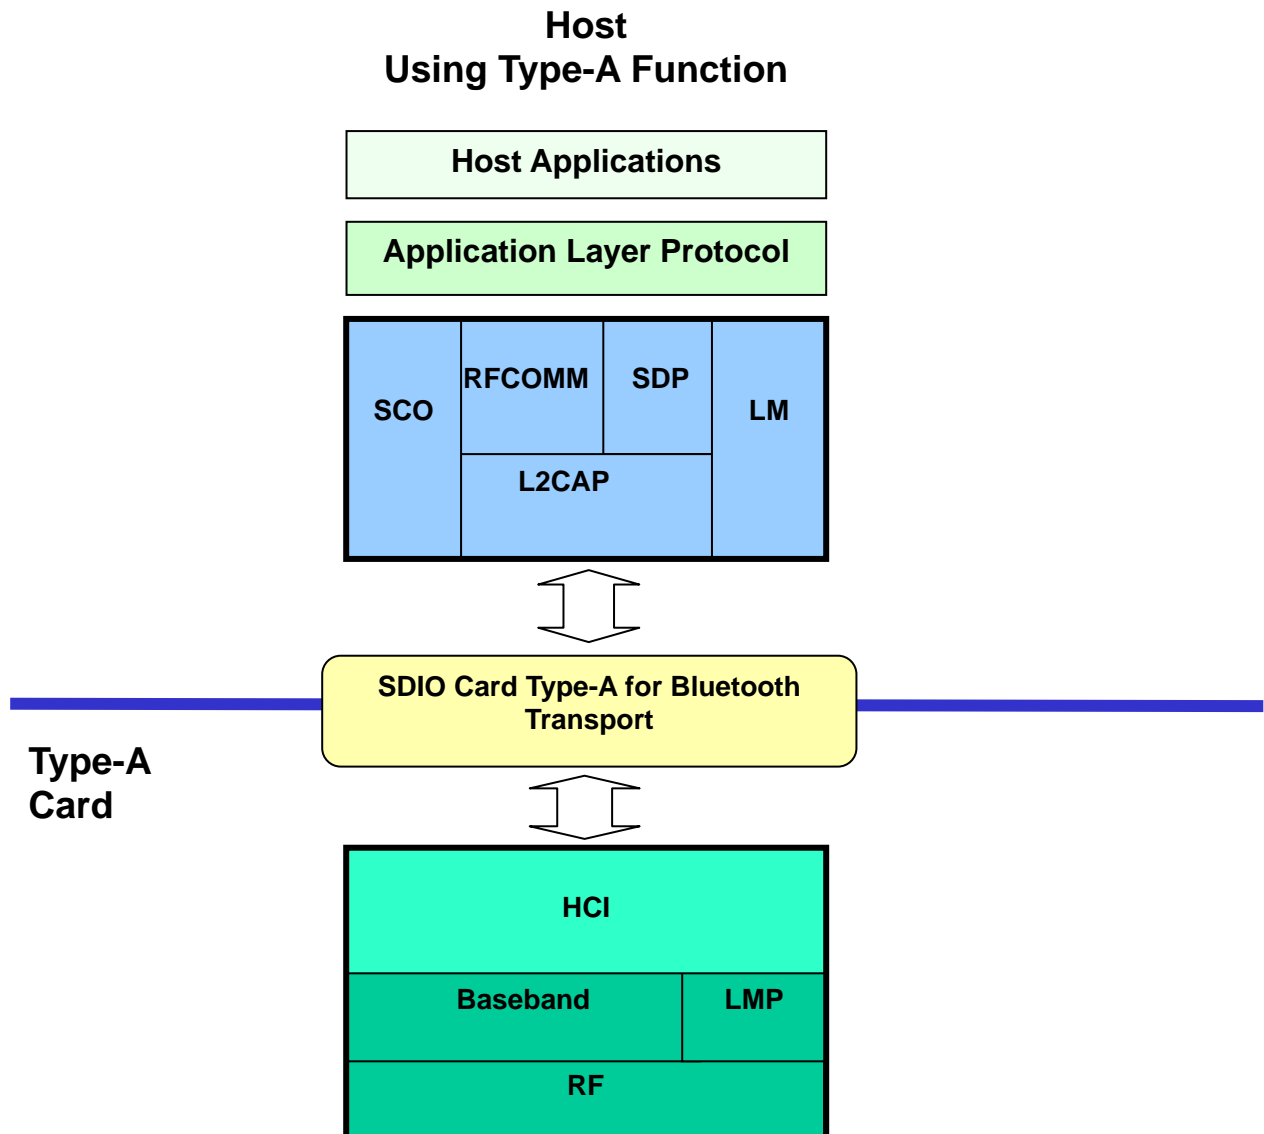 Host
Using Type-A Function
Host Applications
Application Layer Protocol
RFCOMM
SDP
SCO
LM
L2CAP
SDIO Card Type-A for Bluetooth
Transport
Type-A
Card
HCI
Baseband
LMP
RF